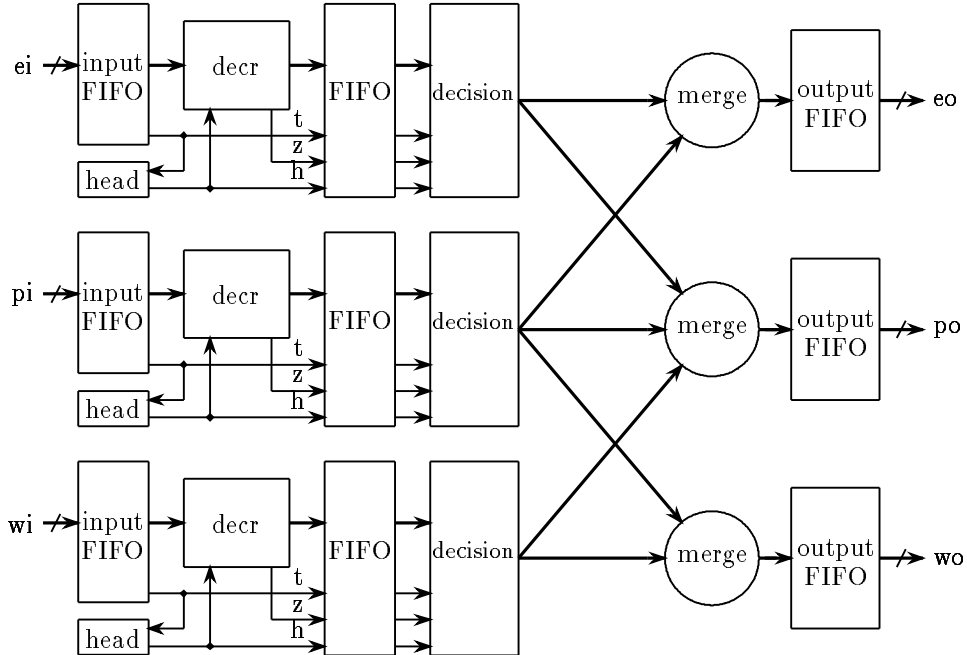 ei
input
FIFO
decr
FIFO
decision
merge
output
FIFO
eo
t
z
h
head
pi
input
FIFO
decr
FIFO
decision
merge
output
FIFO
po
t
z
h
head
wi
input
FIFO
decr
FIFO
decision
merge
output
FIFO
wo
t
z
h
head